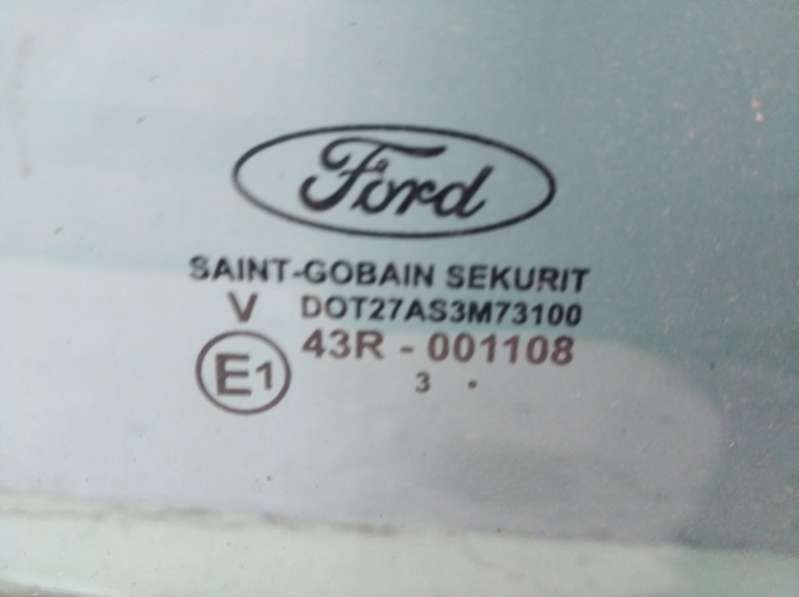 Ford
SAINT-GOBAIN SEKURIT
V DOT27AS3M73100
E1 43R - 001108
3 .